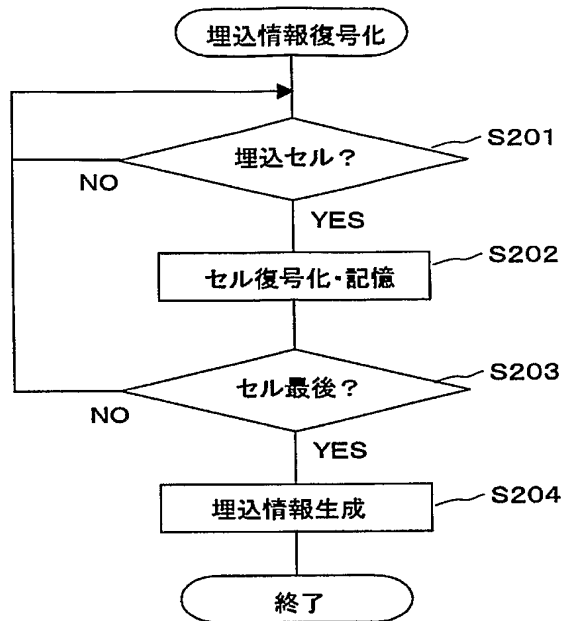 埋込情報復号化
埋込セル?
S201
NO
YES
セル復号化・記憶
S202
セル最後?
S203
NO
YES
埋込情報生成
S204
終了